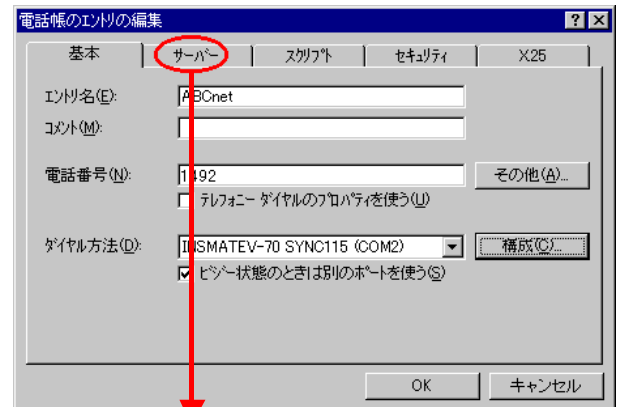 電話帳のエントリの編集
基本 サーバー スクリプト セキュリティ X.25
エントリ名(E): ABCnet
コメント(M):
電話番号(N): 1492 その他(A)...
テレフォニー ダイヤルのプロパティを使う(U)
ダイヤル方法(D): INSMATEV-70 SYNC115 (COM2) 構成(C)...
ビジー状態のときは別のポートを使う(S)
OK キャンセル